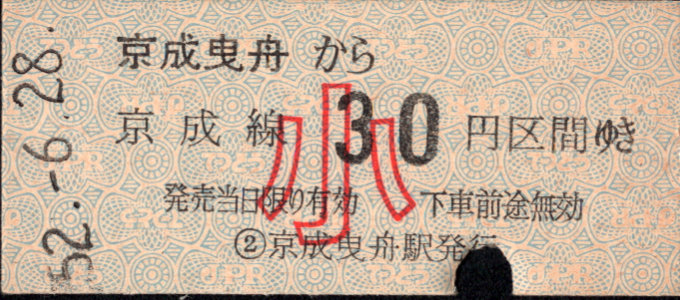 52.-6.28.
京成曳舟 から
京成線 30 円区間ゆき
小
発売当日限り有効 下車前途無効
②京成曳舟駅発行